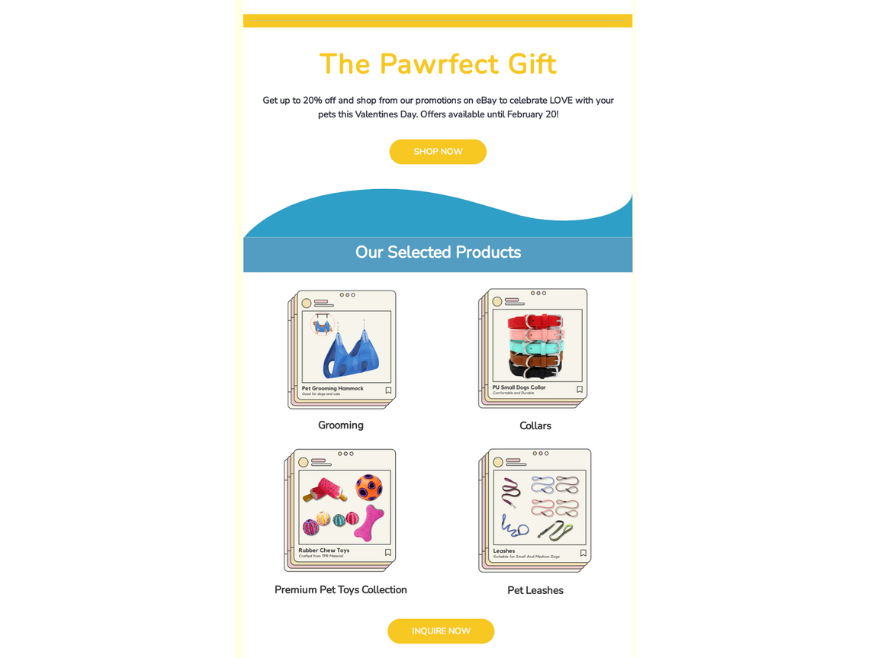 The Pawrfect Gift
Get up to 20% off and shop from our promotions on eBay to celebrate LOVE with your
pets this Valentines Day. Offers available until February 20!
SHOP NOW
Our Selected Products
Pet Grooming Hammock
Good for dogs and cats
PU Small Dogs Collar
Comfortable and Durable
Grooming
Collars
Rubber Chew Toys
Crafted from TPR Material
Leashes
Suitable for Small And Medium Dogs
Premium Pet Toys Collection
Pet Leashes
INQUIRE NOW